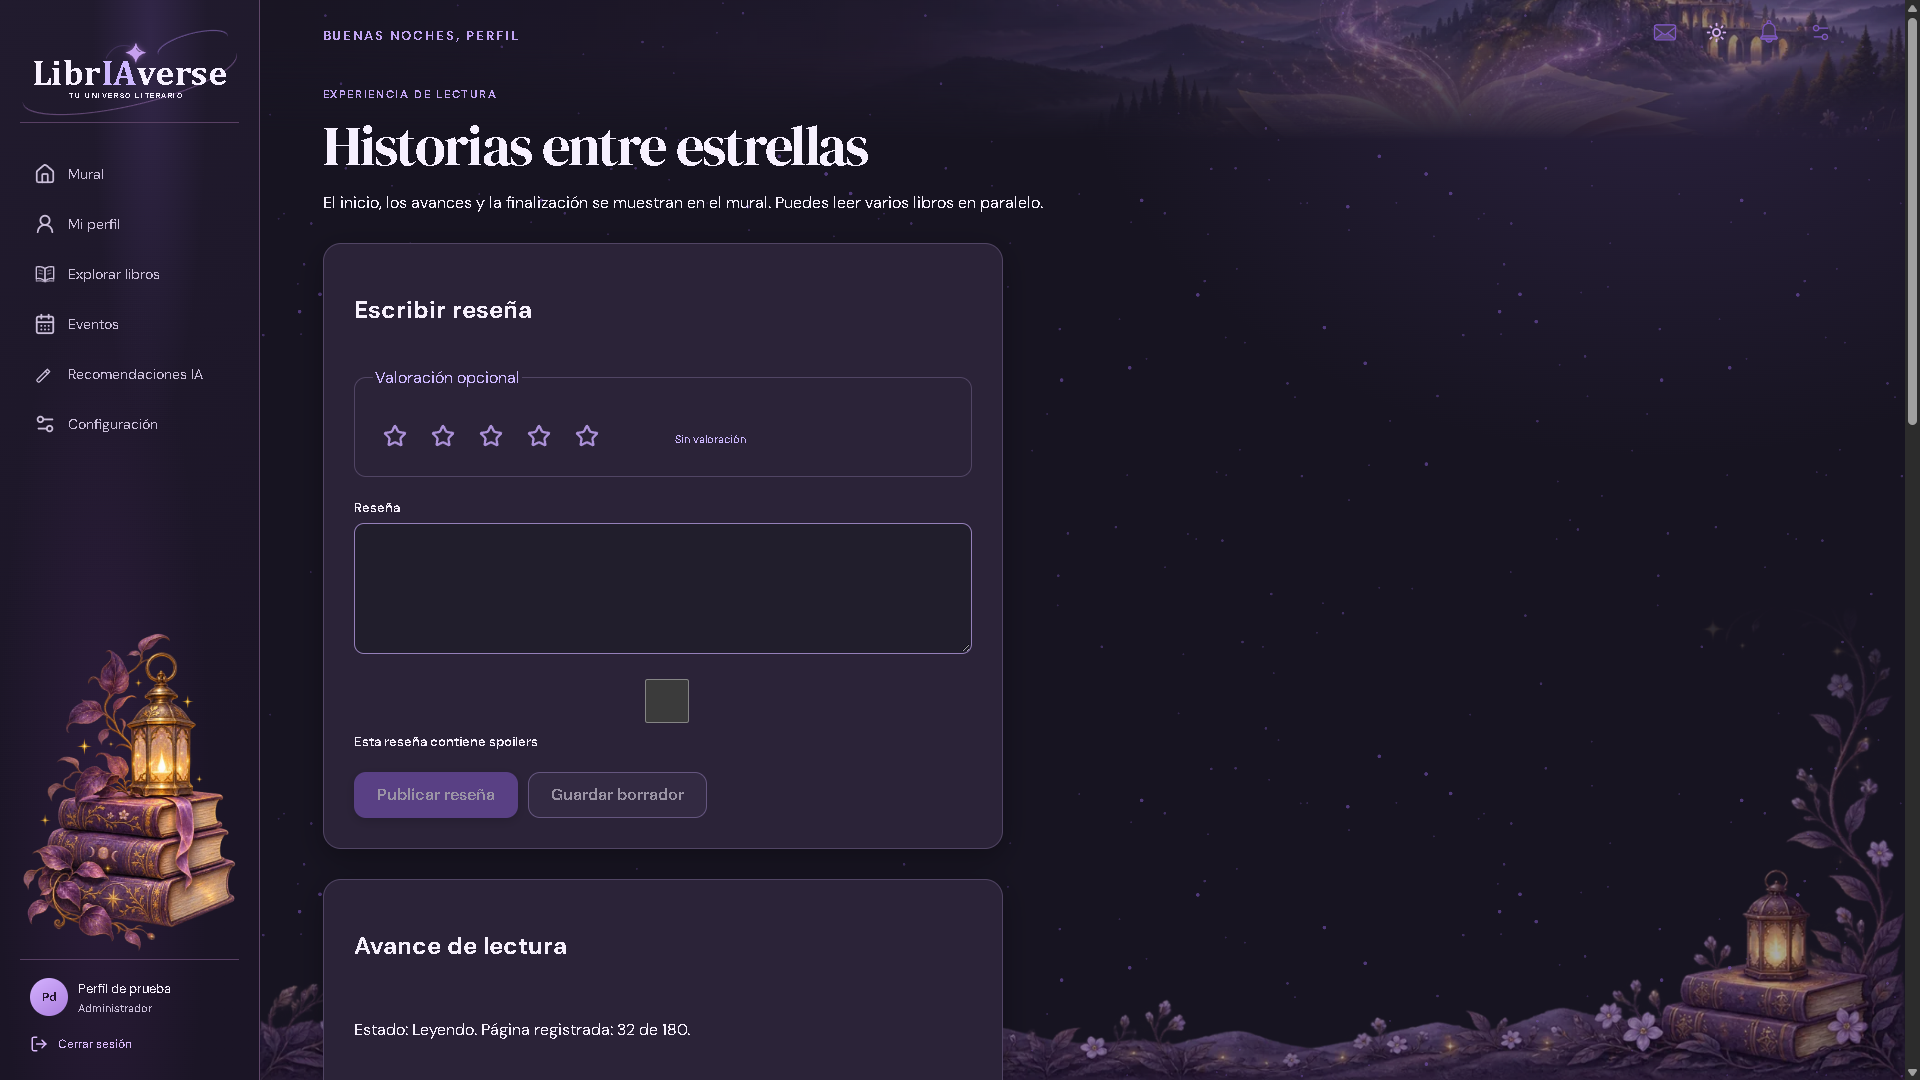 LibrIAverse
TU UNIVERSO LITERARIO
Mural
Mi perfil
Explorar libros
Eventos
Recomendaciones IA
Configuración
Perfil de prueba
Pd
Administrador
Cerrar sesión
BUENAS NOCHES, PERFIL
EXPERIENCIA DE LECTURA
Historias entre estrellas
El inicio, los avances y la finalización se muestran en el mural. Puedes leer varios libros en paralelo.
Escribir reseña
Valoración opcional
Sin valoración
Reseña
Esta reseña contiene spoilers
Publicar reseña
Guardar borrador
Avance de lectura
Estado: Leyendo. Página registrada: 32 de 180.